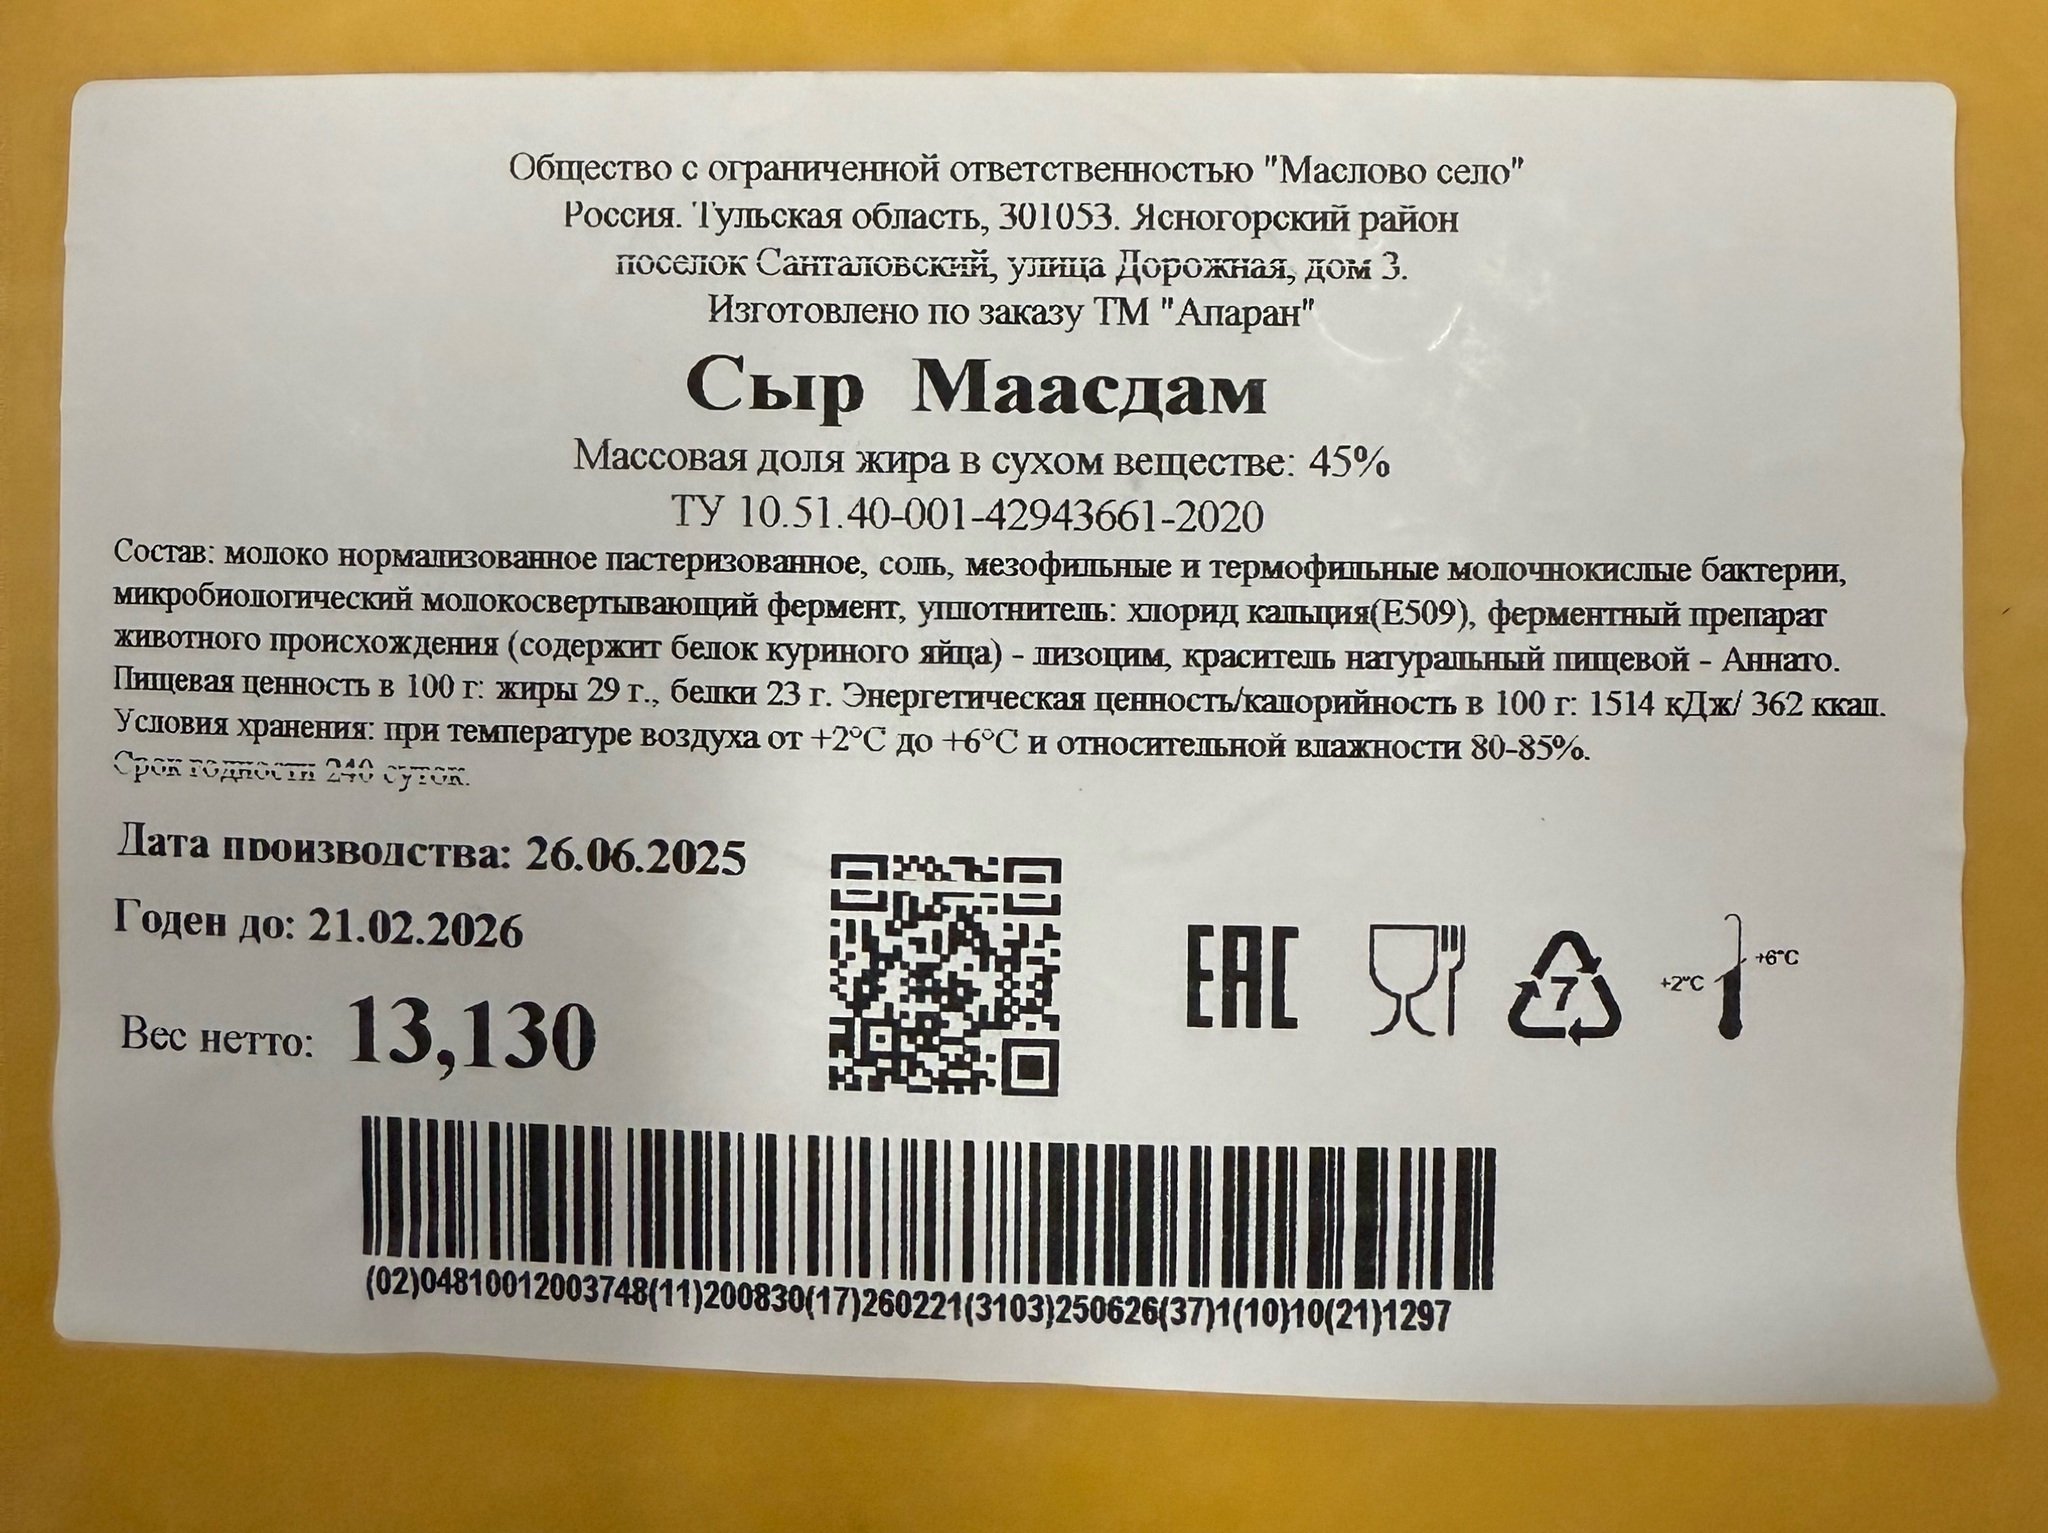 Общество с ограниченной ответственностью "Маслово село"
Россия. Тульская область, 301053. Ясногорский район
поселок Санталовский, улица Дорожная, дом 3.
Изготовлено по заказу ТМ "Апаран"
Сыр Маасдам
Массовая доля жира в сухом веществе: 45%
ТУ 10.51.40-001-42943661-2020
Состав: молоко нормализованное пастеризованное, соль, мезофильные и термофильные молочнокислые бактерии,
микробиологический молокосвертывающий фермент, уплотнитель: хлорид кальция(Е509), ферментный препарат
животного происхождения (содержит белок куриного яйца) - лизоцим, краситель натуральный пищевой - Аннато.
Пищевая ценность в 100 г: жиры 29 г., белки 23 г. Энергетическая ценность/калорийность в 100 г: 1514 кДж/ 362 ккал.
Условия хранения: при температуре воздуха от +2°С до +6°С и относительной влажности 80-85%.
Срок годности 240 суток.
Дата производства: 26.06.2025
Годен до: 21.02.2026
Вес нетто: 13,130
EAC
7
+2°C
+6°C
(02)04810012003748(11)200830(17)260221(3103)250626(37)1(10)10(21)1297